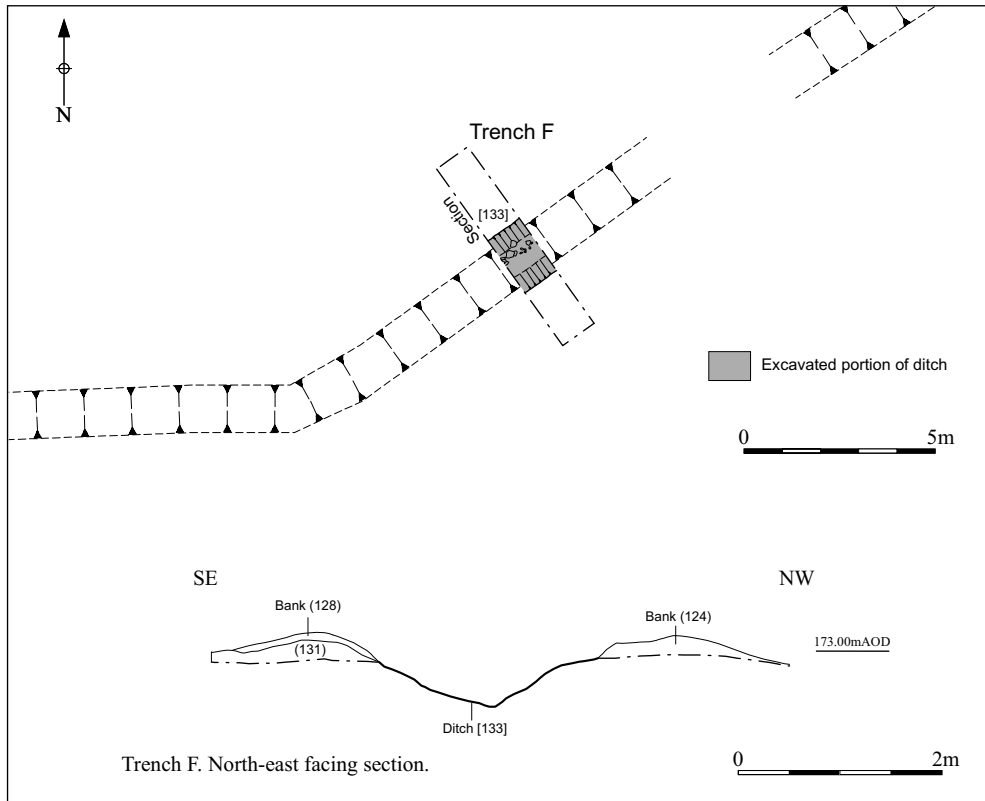 N
Trench F
Section
[133]
Excavated portion of ditch
0 5m
SE NW
Bank (128) Bank (124)
(131)
173.00mAOD
Ditch [133]
Trench F. North-east facing section.
0 2m